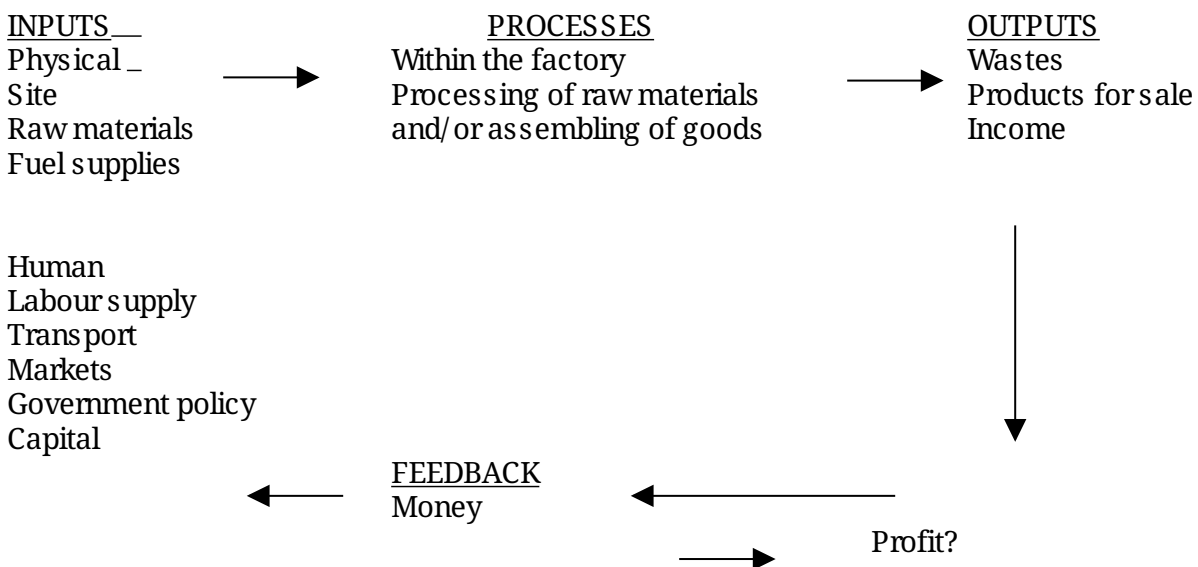 INPUTS__
Physical _
Site
Raw materials
Fuel supplies
Human
Labour supply
Transport
Markets
Government policy
Capital
PROCESSES
Within the factory
Processing of raw materials
and/or assembling of goods
OUTPUTS
Wastes
Products for sale
Income
FEEDBACK
Money
Profit?